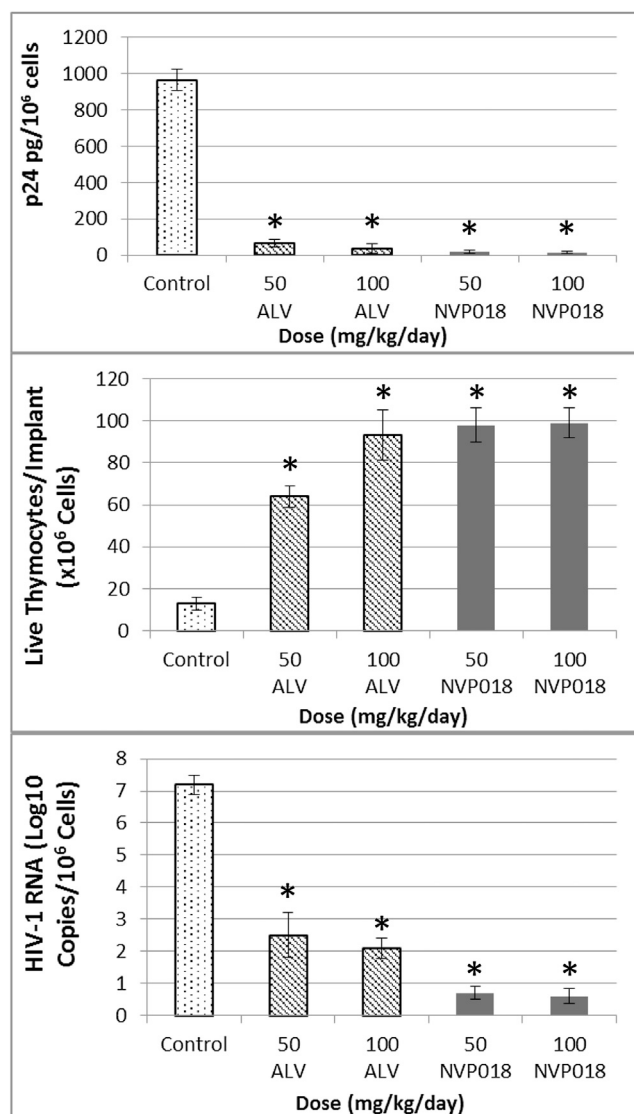 p24 pg/10⁶ cells
1200
1000
800
600
400
200
0
* * * *
Control 50 100 50 100
ALV ALV NVP018 NVP018
Dose (mg/kg/day)
Live Thymocytes/Implant
(x10⁶ Cells)
120
100
80
60
40
20
0
* * * *
Control 50 100 50 100
ALV ALV NVP018 NVP018
Dose (mg/kg/day)
HIV-1 RNA (Log10
Copies/10⁶ Cells)
8
7
6
5
4
3
2
1
0
* * * *
Control 50 100 50 100
ALV ALV NVP018 NVP018
Dose (mg/kg/day)